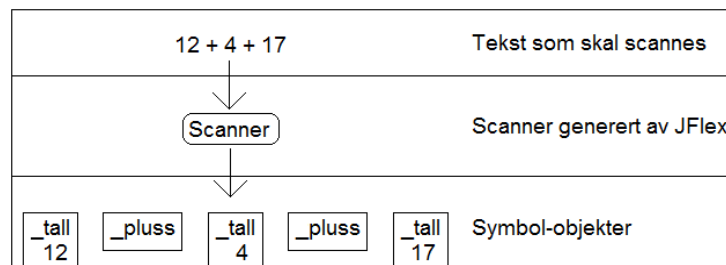 12 + 4 + 17 Tekst som skal scannes
Scanner Scanner generert av JFlex
_tall _pluss _tall _pluss _tall Symbol-objekter
12 4 17